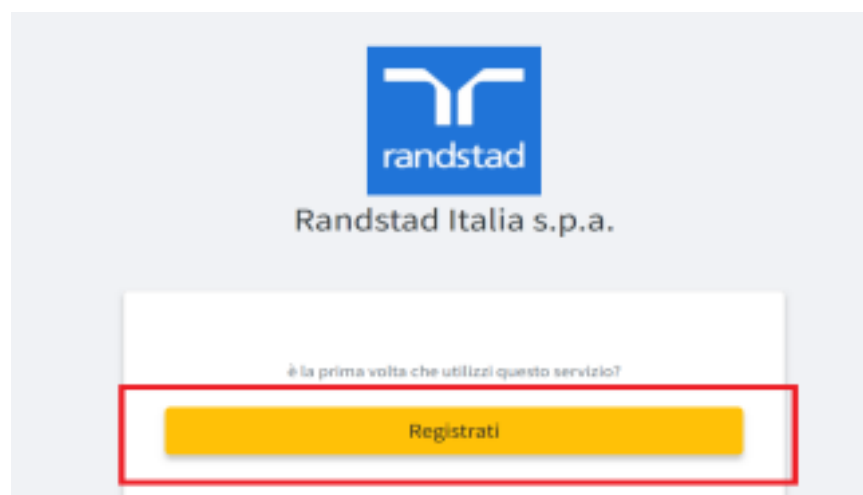 randstad
Randstad Italia s.p.a.
è la prima volta che utilizzi questo servizio?
Registrati